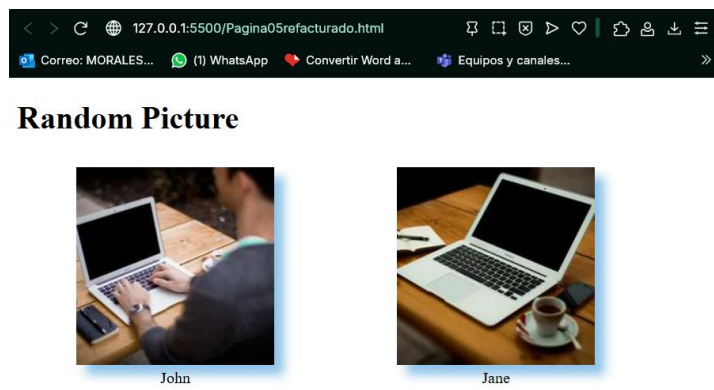 127.0.0.1:5500/Pagina05refacturado.html
Correo: MORALES... (1) WhatsApp Convertir Word a... Equipos y canales...
Random Picture
John Jane